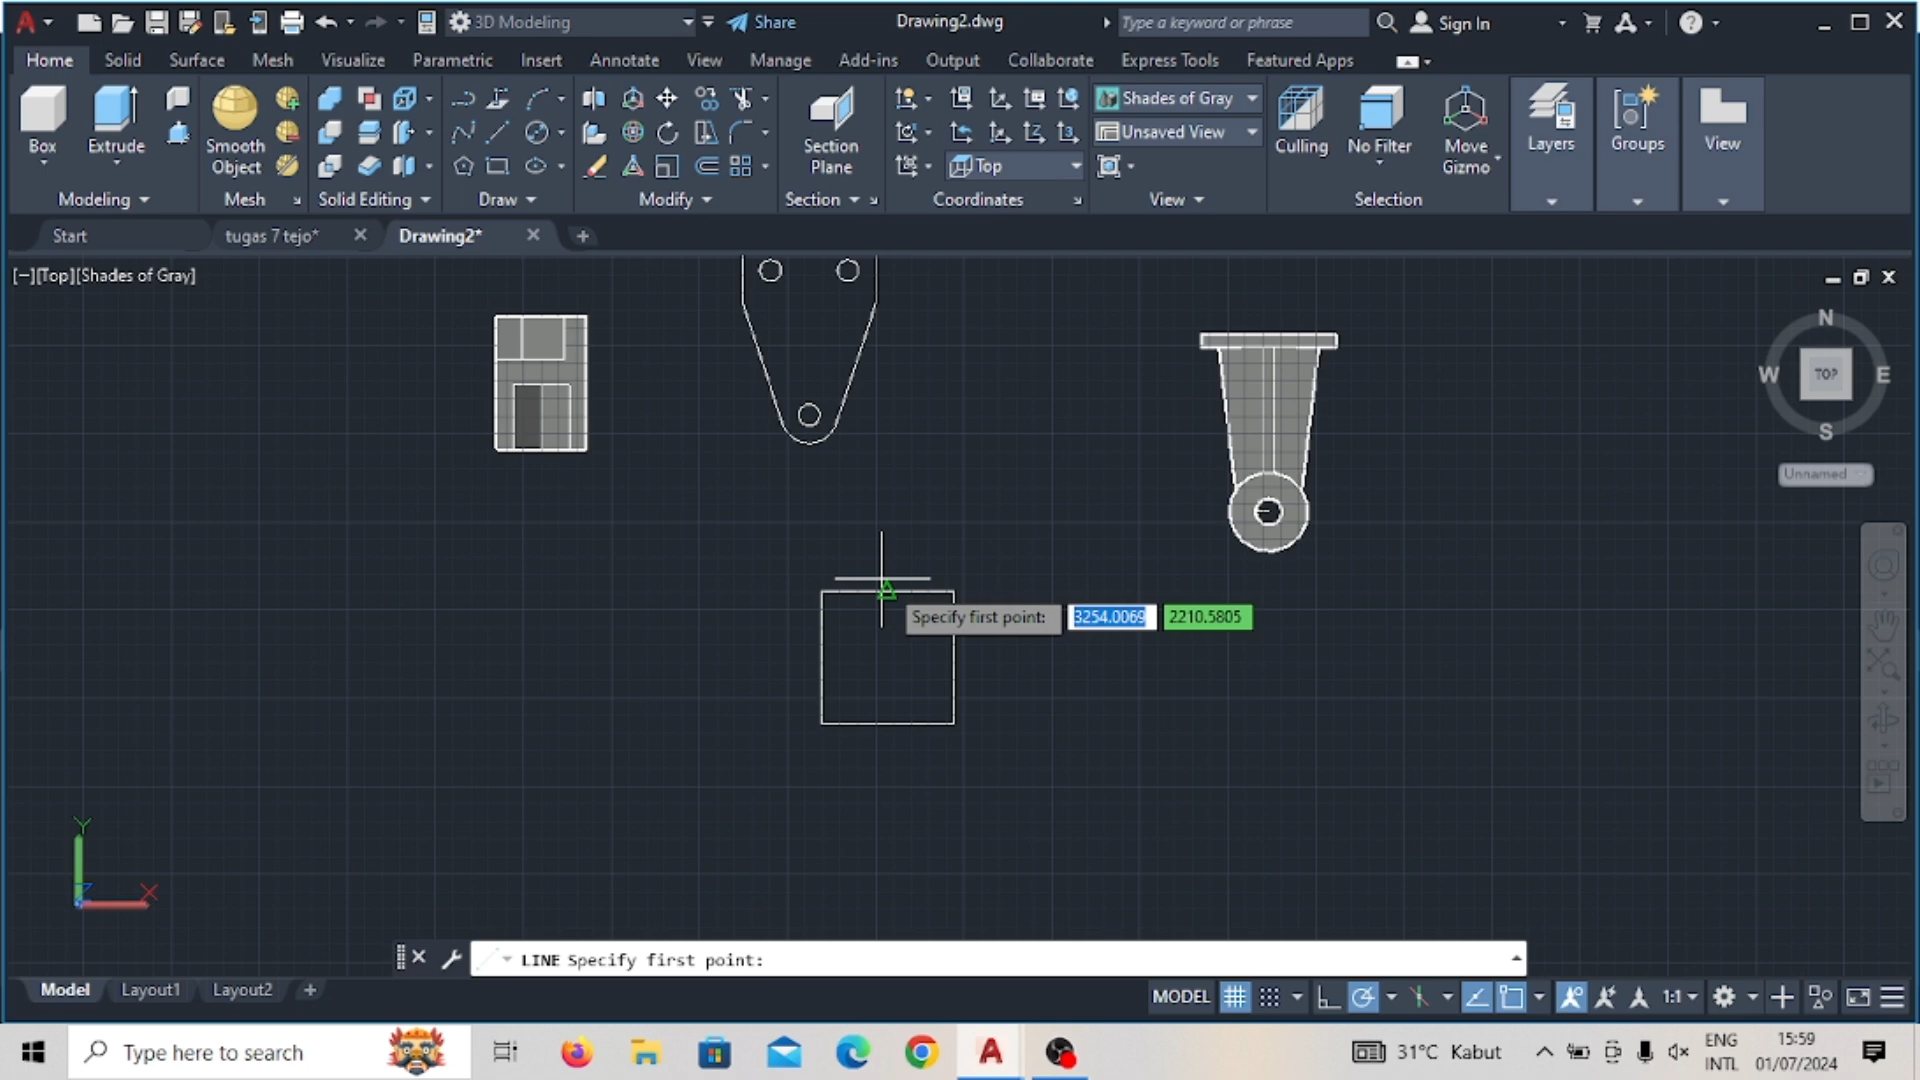 3D Modeling
Share
Drawing2.dwg
Type a keyword or phrase
Sign In
Home Solid Surface Mesh Visualize Parametric Insert Annotate View Manage Add-ins Output Collaborate Express Tools Featured Apps
Box
Extrude
Smooth Object
Section Plane
Shades of Gray
Unsaved View
Top
Culling
No Filter
Move Gizmo
Layers
Groups
View
Modeling
Mesh
Solid Editing
Draw
Modify
Section
Coordinates
View
Selection
Start
tugas 7 tejo*
Drawing2*
[−][Top][Shades of Gray]
N
W TOP E
S
Unnamed
Specify first point: 3254.0069 2210.5805
Y
Z X
LINE Specify first point:
Model Layout1 Layout2
MODEL
1:1
Type here to search
31°C Kabut
ENG
INTL
15:59
01/07/2024